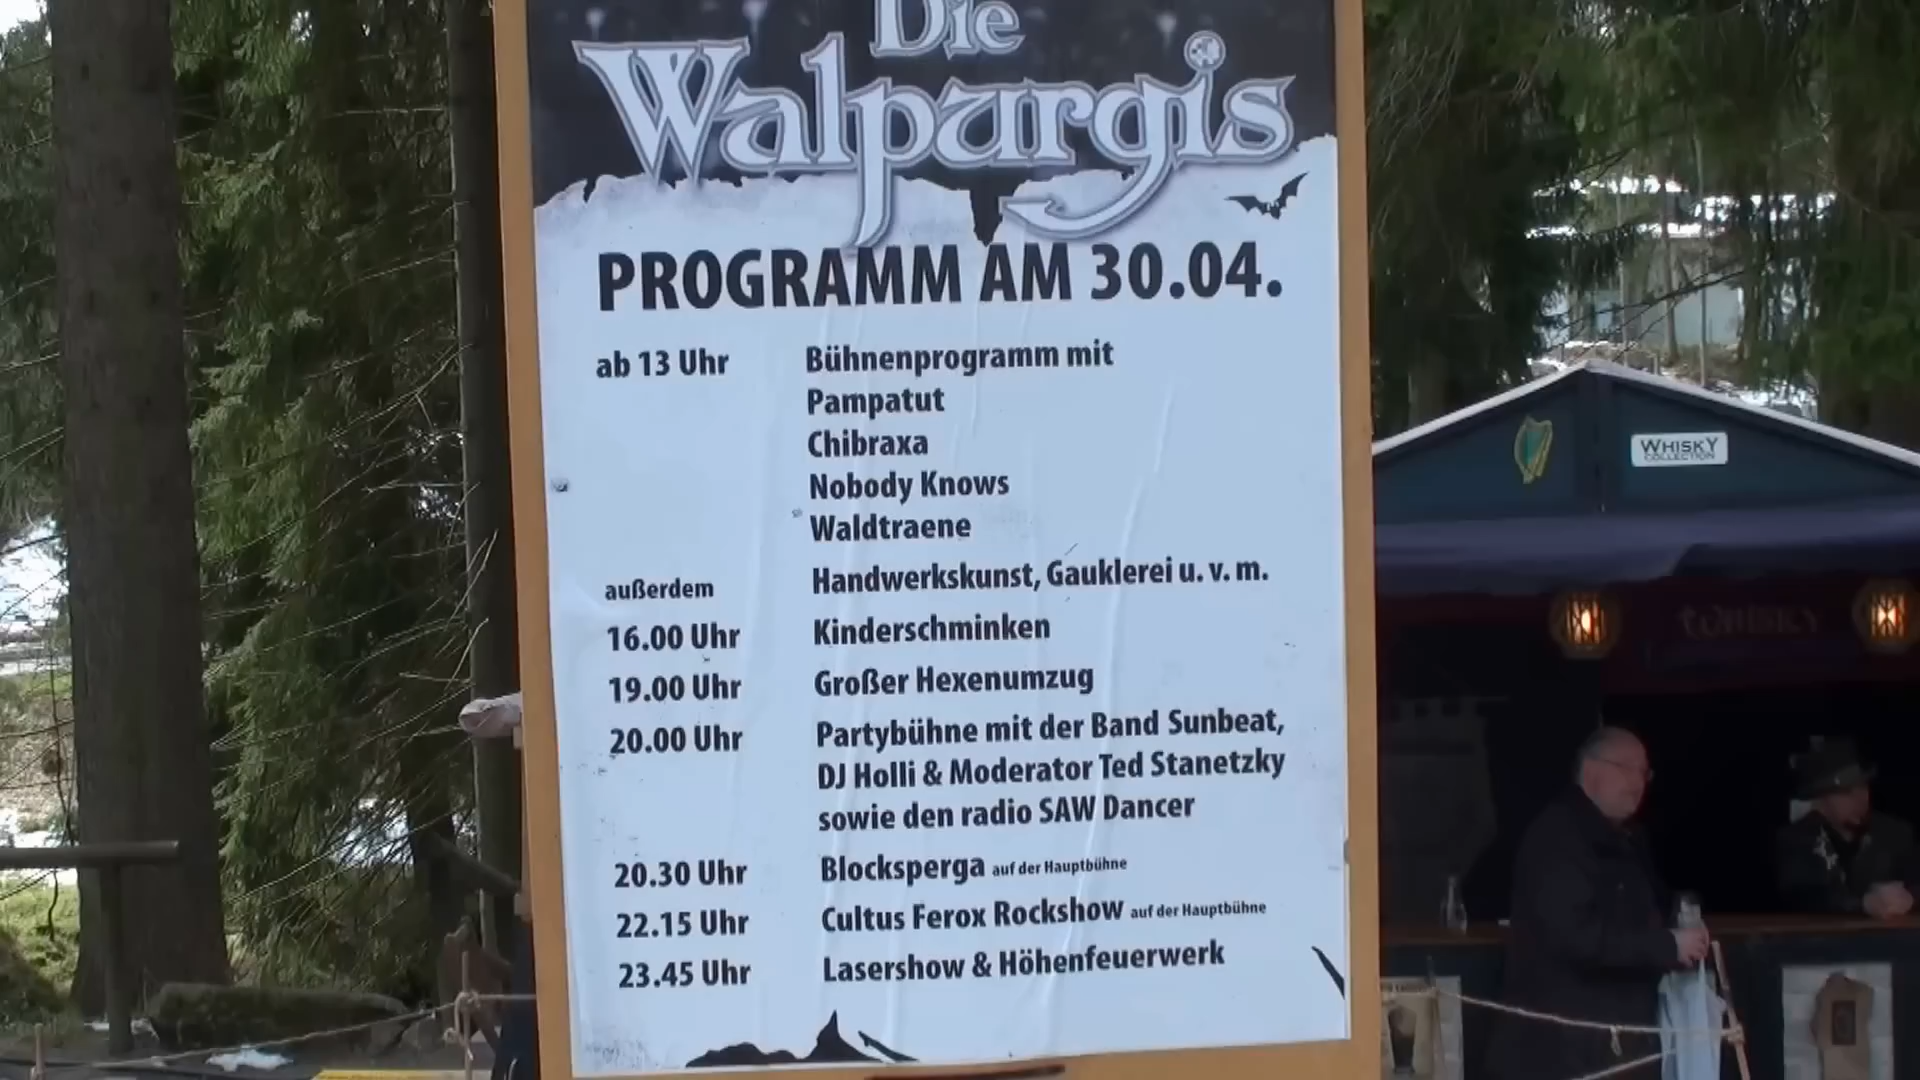 Die
Walpurgis
PROGRAMM AM 30.04.
ab 13 Uhr Bühnenprogramm mit
Pampatut
Chibraxa
Nobody Knows
Waldtraene
außerdem Handwerkskunst, Gauklerei u. v. m.
16.00 Uhr Kinderschminken
19.00 Uhr Großer Hexenumzug
20.00 Uhr Partybühne mit der Band Sunbeat,
DJ Holli & Moderator Ted Stanetzky
sowie den radio SAW Dancer
20.30 Uhr Blocksperga auf der Hauptbühne
22.15 Uhr Cultus Ferox Rockshow auf der Hauptbühne
23.45 Uhr Lasershow & Höhenfeuerwerk
WHISKY
COLLECTION
WHISKY